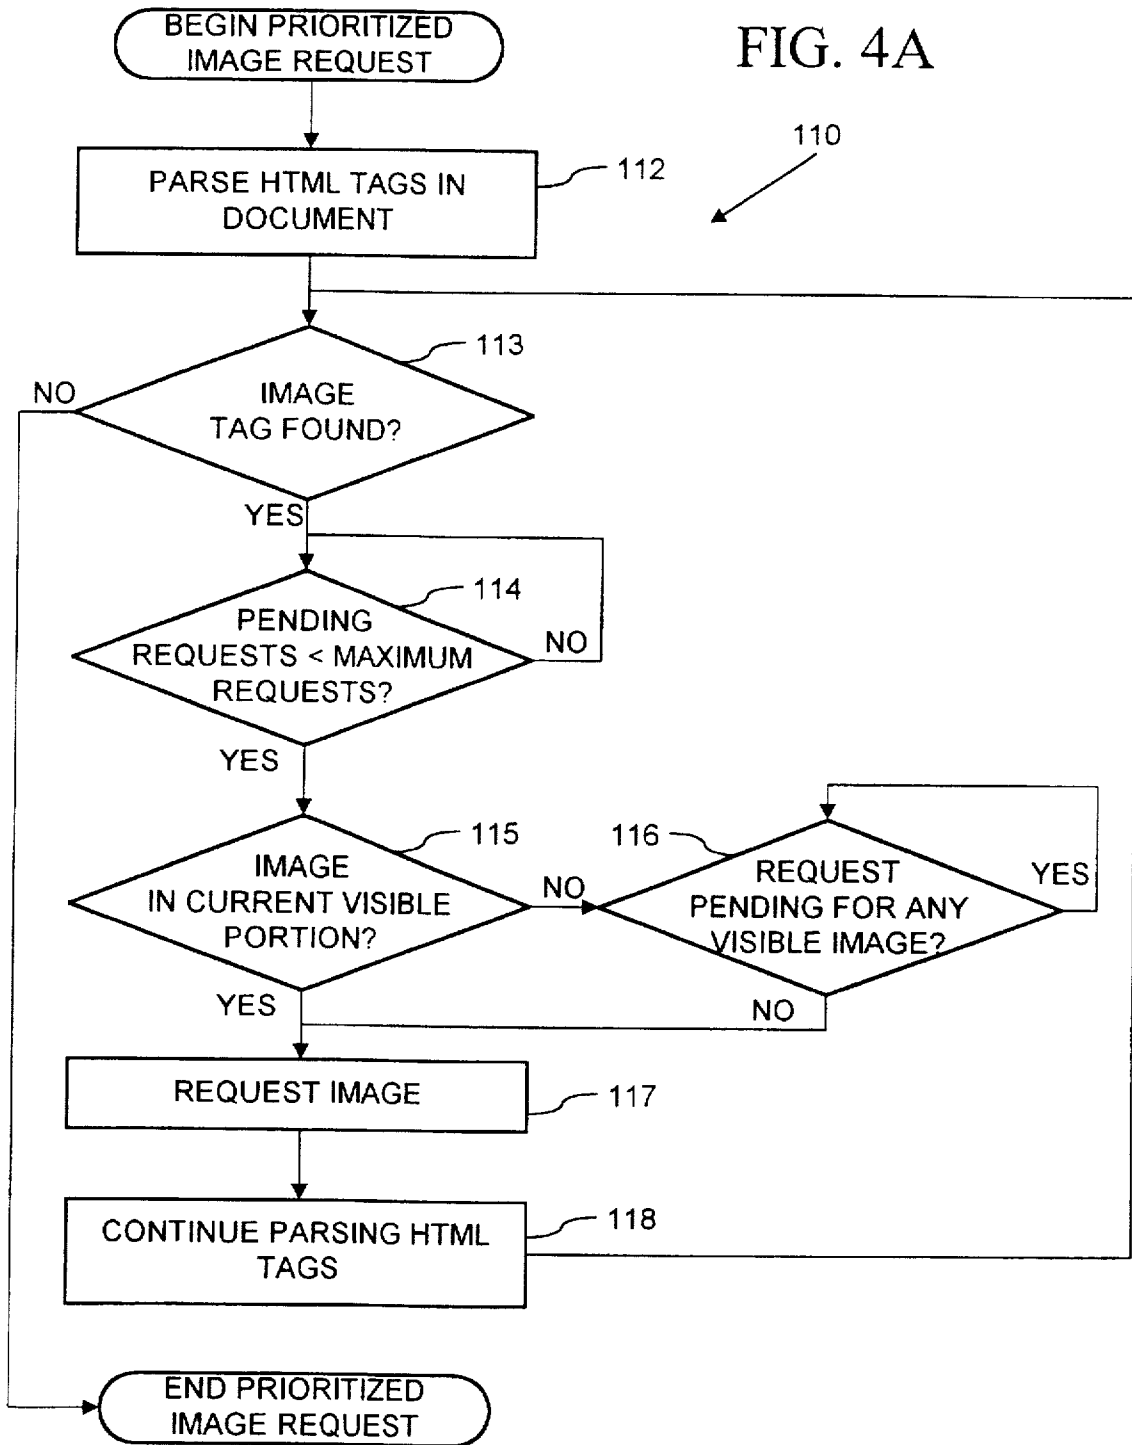 BEGIN PRIORITIZED
IMAGE REQUEST
FIG. 4A
110
PARSE HTML TAGS IN
DOCUMENT
112
113
NO
IMAGE
TAG FOUND?
YES
114
PENDING
REQUESTS < MAXIMUM
REQUESTS?
NO
YES
115
IMAGE
IN CURRENT VISIBLE
PORTION?
NO
116
REQUEST
PENDING FOR ANY
VISIBLE IMAGE?
YES
YES
NO
REQUEST IMAGE
117
CONTINUE PARSING HTML
TAGS
118
END PRIORITIZED
IMAGE REQUEST